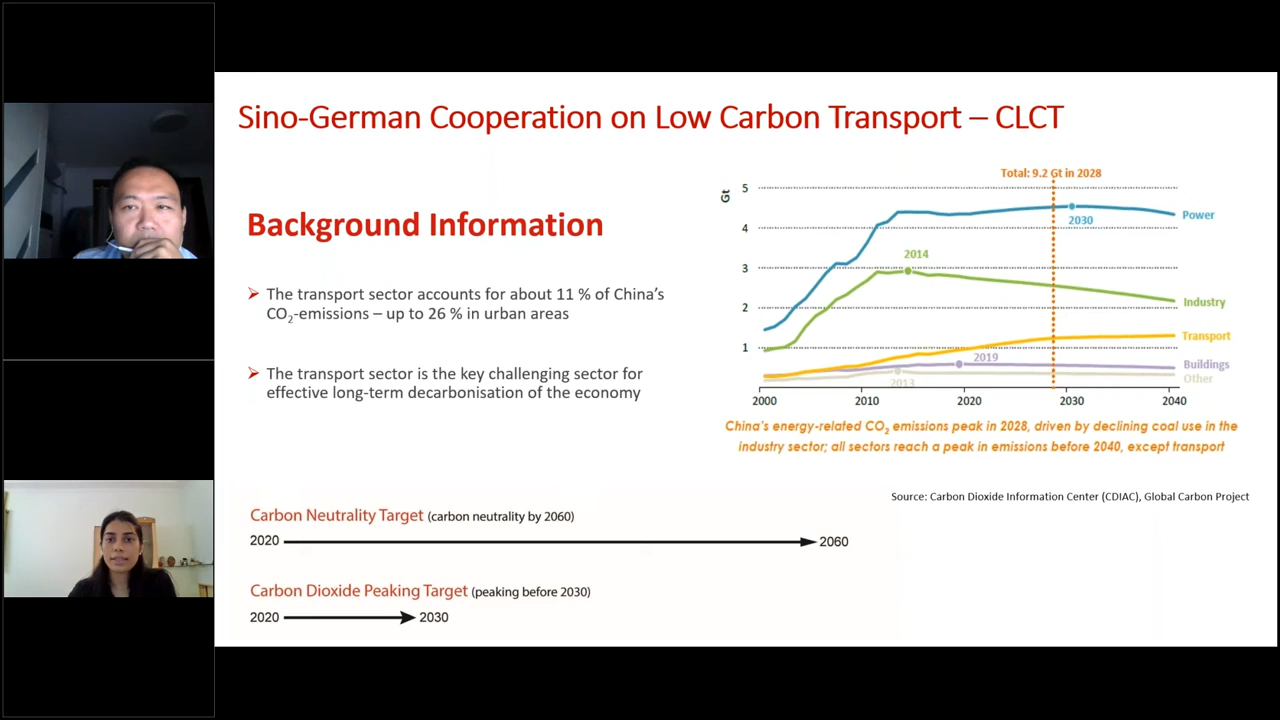 Sino-German Cooperation on Low Carbon Transport – CLCT
Background Information
➢ The transport sector accounts for about 11 % of China’s
CO₂-emissions – up to 26 % in urban areas
➢ The transport sector is the key challenging sector for
effective long-term decarbonisation of the economy
Total: 9.2 Gt in 2028
Gt
5
4
3
2
1
2030
2014
2019
2013
Power
Industry
Transport
Buildings
Other
2000 2010 2020 2030 2040
China’s energy-related CO₂ emissions peak in 2028, driven by declining coal use in the
industry sector; all sectors reach a peak in emissions before 2040, except transport
Source: Carbon Dioxide Information Center (CDIAC), Global Carbon Project
Carbon Neutrality Target (carbon neutrality by 2060)
2020 2060
Carbon Dioxide Peaking Target (peaking before 2030)
2020 2030